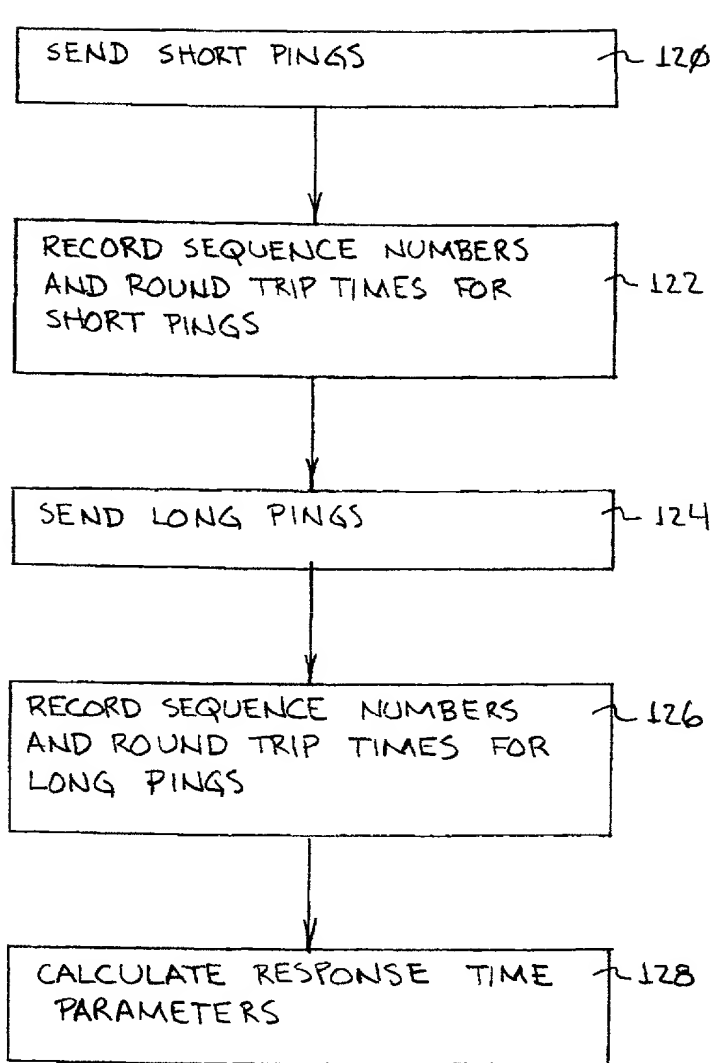 SEND SHORT PINGS 120
RECORD SEQUENCE NUMBERS
AND ROUND TRIP TIMES FOR 122
SHORT PINGS
SEND LONG PINGS 124
RECORD SEQUENCE NUMBERS 126
AND ROUND TRIP TIMES FOR
LONG PINGS
CALCULATE RESPONSE TIME 128
PARAMETERS